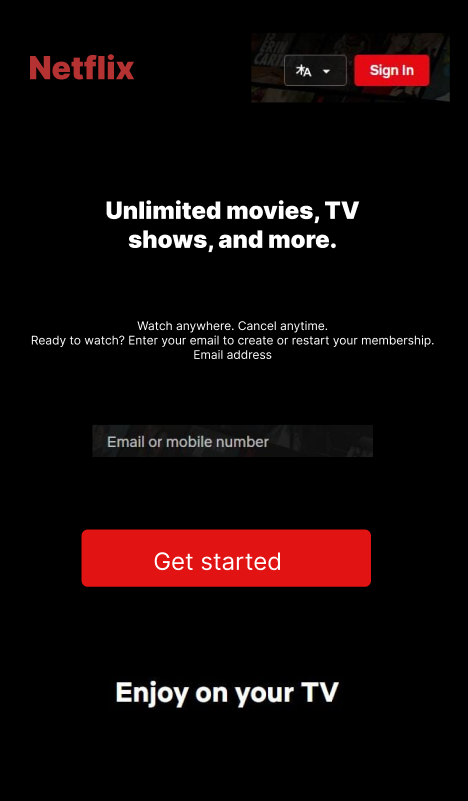 Netflix
Sign In
Unlimited movies, TV
shows, and more.
Watch anywhere. Cancel anytime.
Ready to watch? Enter your email to create or restart your membership.
Email address
Email or mobile number
Get started
Enjoy on your TV